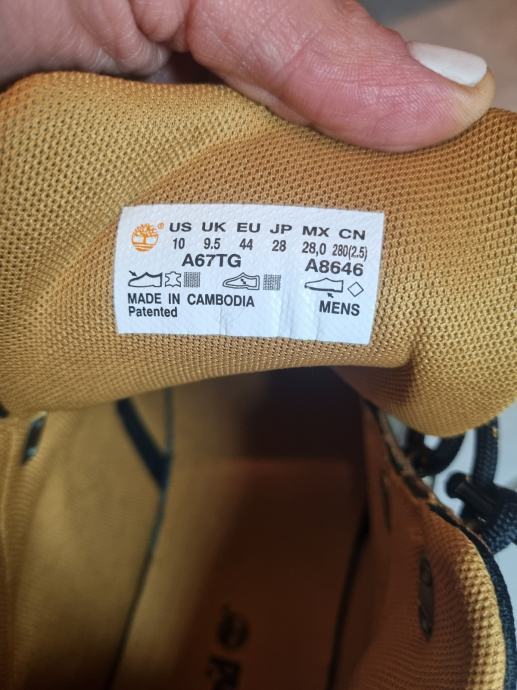 US UK EU JP MX CN
10 9.5 44 28 28,0 280(2.5)
A67TG A8646
MADE IN CAMBODIA
Patented MENS